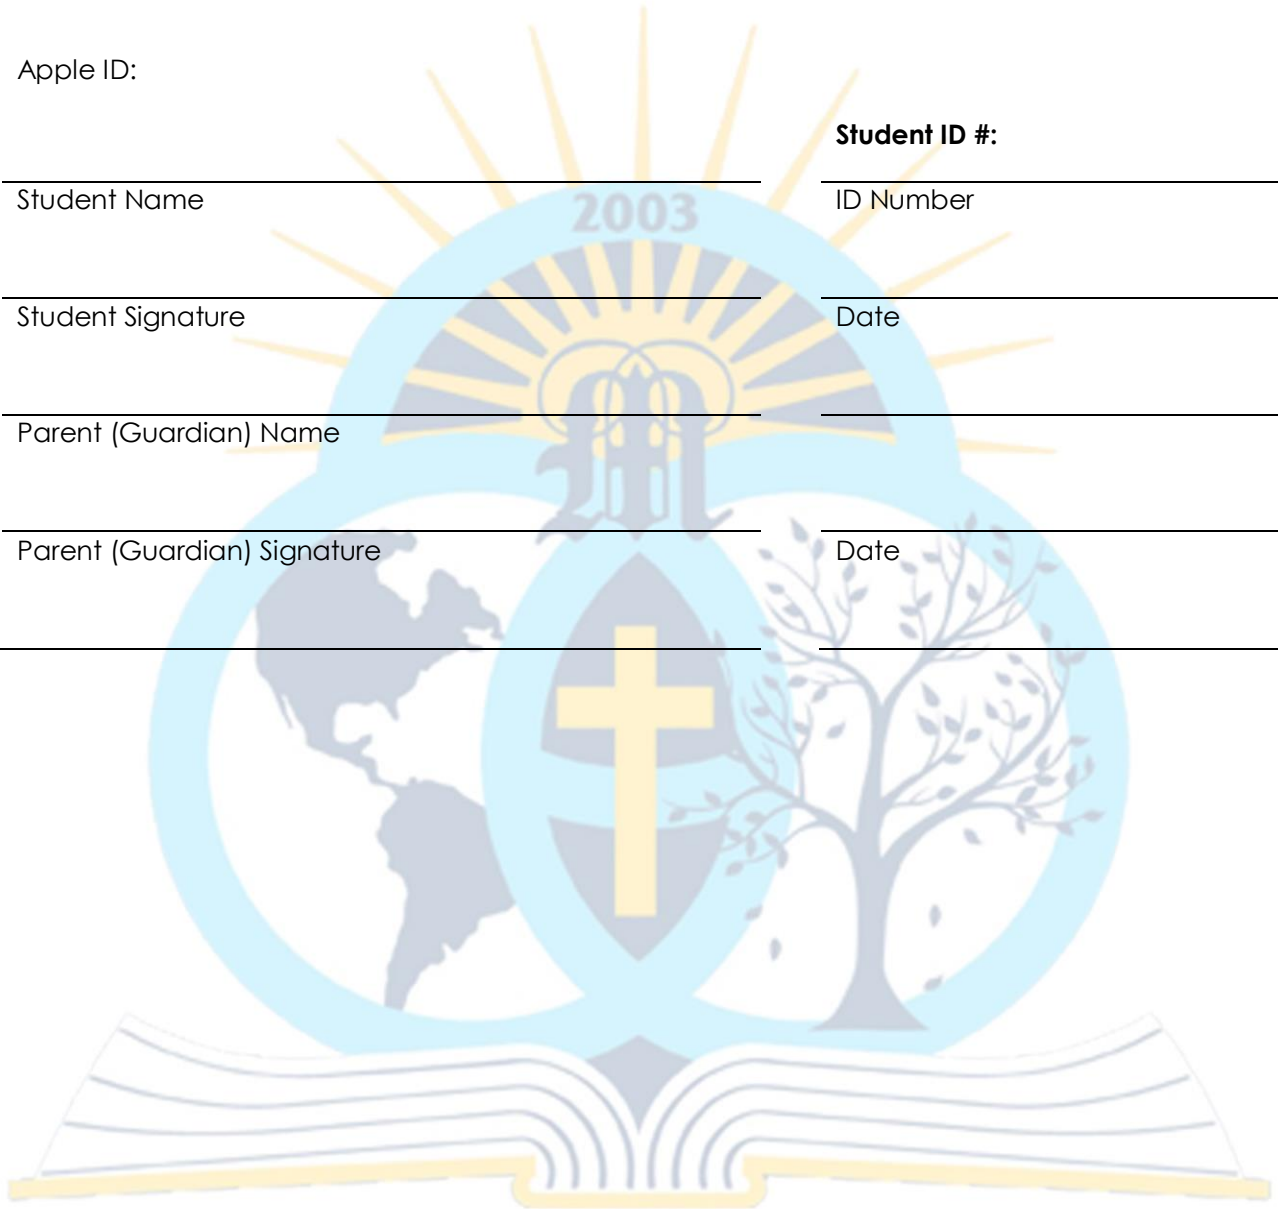 Apple ID:
Student ID #:
Student Name ID Number
2003
Student Signature Date
Parent (Guardian) Name
Parent (Guardian) Signature Date